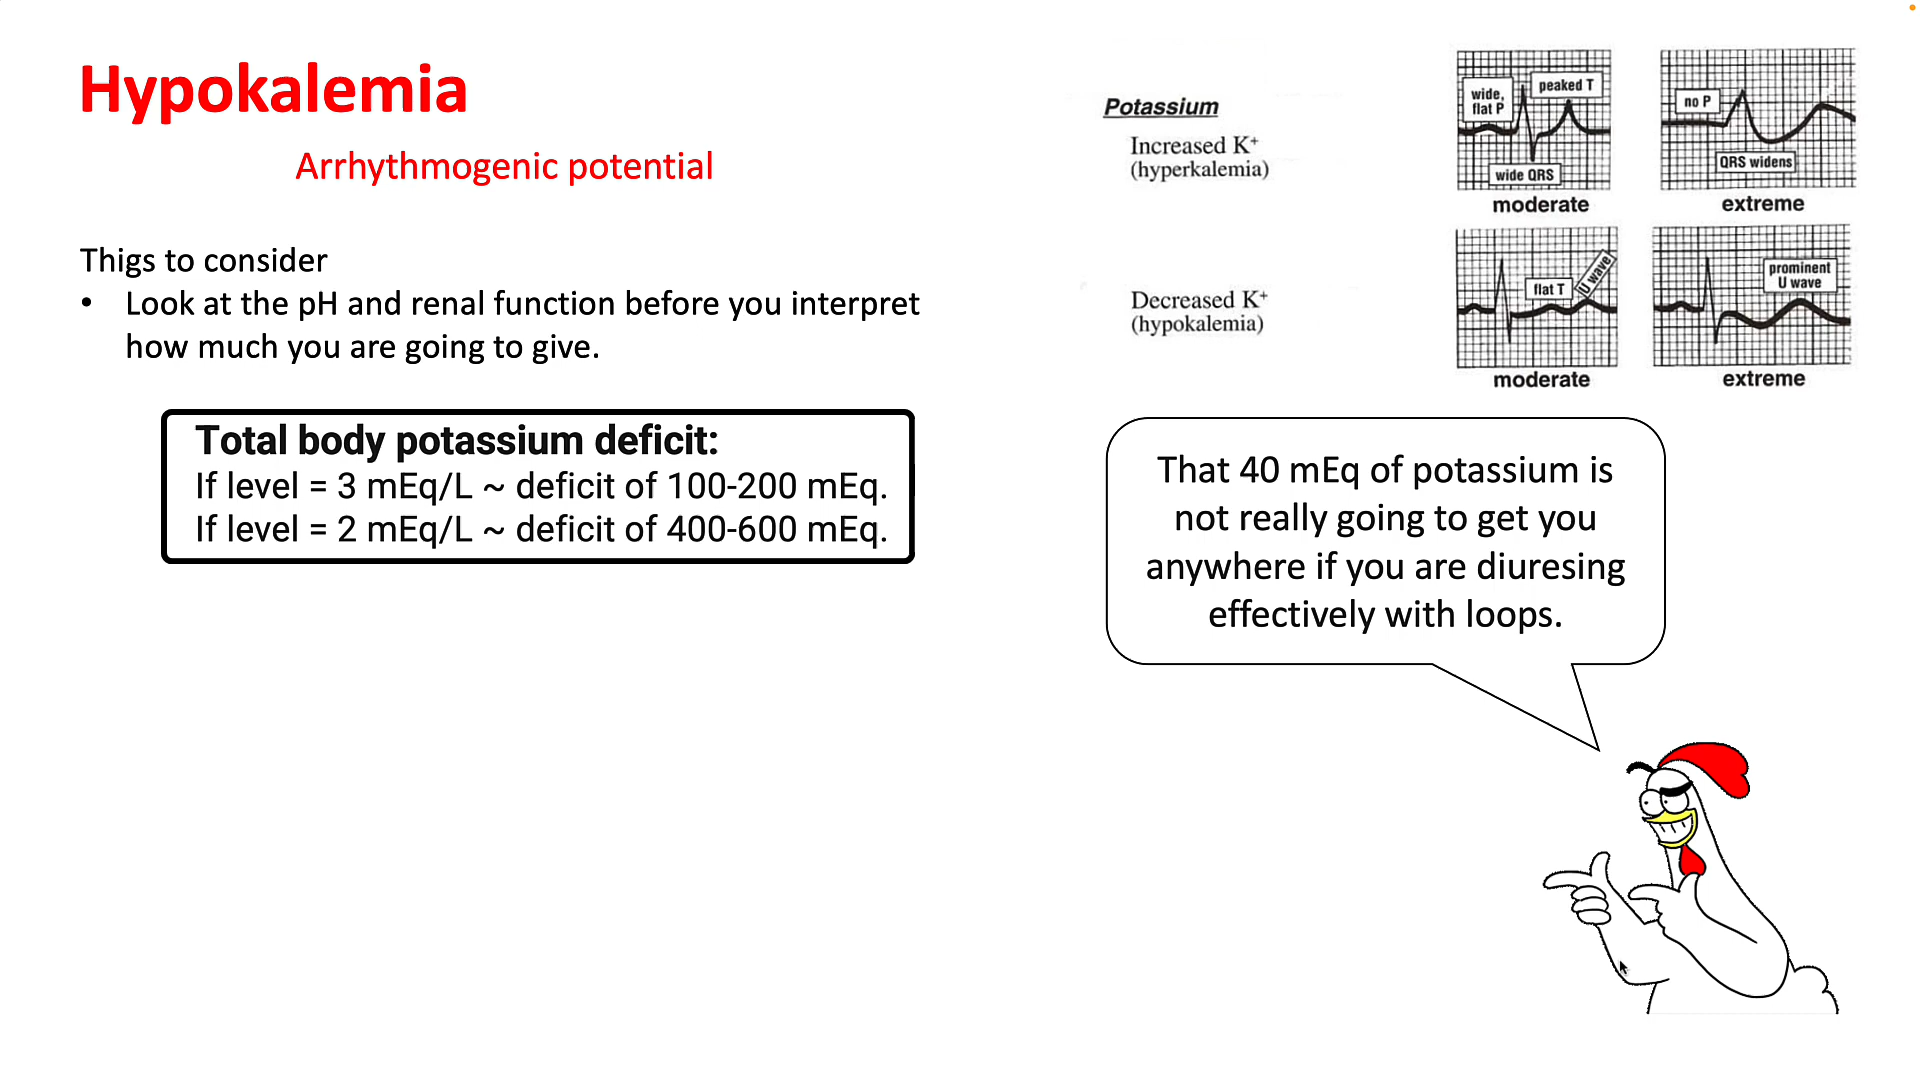 Hypokalemia
Arrhythmogenic potential
Thigs to consider
• Look at the pH and renal function before you interpret
how much you are going to give.
Total body potassium deficit:
If level = 3 mEq/L ~ deficit of 100-200 mEq.
If level = 2 mEq/L ~ deficit of 400-600 mEq.
Potassium
Increased K+
(hyperkalemia)
wide,
flat P
peaked T
wide QRS
moderate
no P
QRS widens
extreme
Decreased K+
(hypokalemia)
flat T
U wave
moderate
prominent
U wave
extreme
That 40 mEq of potassium is
not really going to get you
anywhere if you are diuresing
effectively with loops.